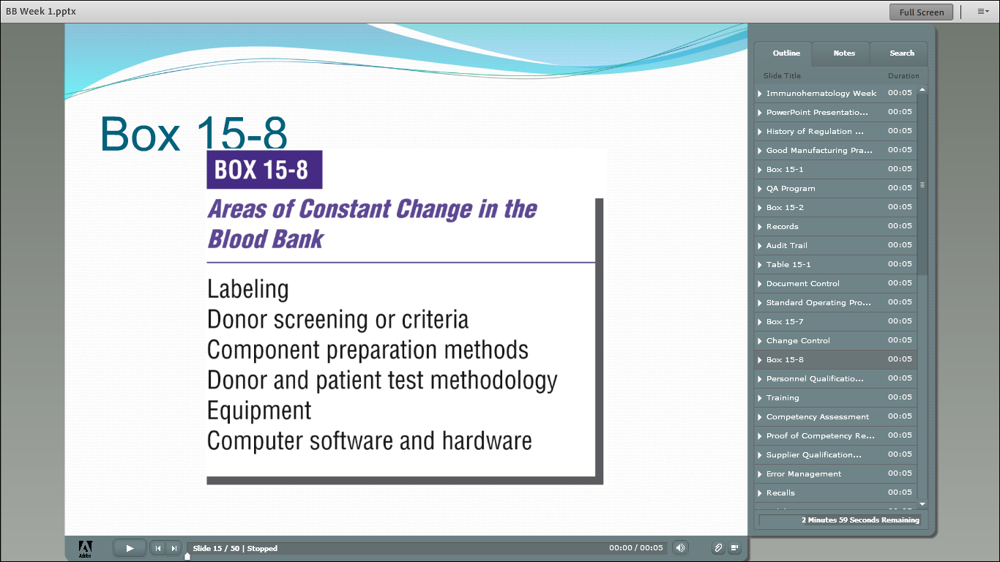 BB Week 1.pptx
Full Screen
Box 15-8
BOX 15-8
Areas of Constant Change in the
Blood Bank
Labeling
Donor screening or criteria
Component preparation methods
Donor and patient test methodology
Equipment
Computer software and hardware
Outline Notes Search
Slide Title Duration
Immunohematology Week 00:05
PowerPoint Presentatio... 00:05
History of Regulation ... 00:05
Good Manufacturing Pra... 00:05
Box 15-1 00:05
QA Program 00:05
Box 15-2 00:05
Records 00:05
Audit Trail 00:05
Table 15-1 00:05
Document Control 00:05
Standard Operating Pro... 00:05
Box 15-7 00:05
Change Control 00:05
Box 15-8 00:05
Personnel Qualificatio... 00:05
Training 00:05
Competency Assessment 00:05
Proof of Competency Re... 00:05
Supplier Qualification... 00:05
Error Management 00:05
Recalls 00:05
2 Minutes 59 Seconds Remaining
Adobe
Slide 15 / 50 | Stopped 00:00 / 00:05